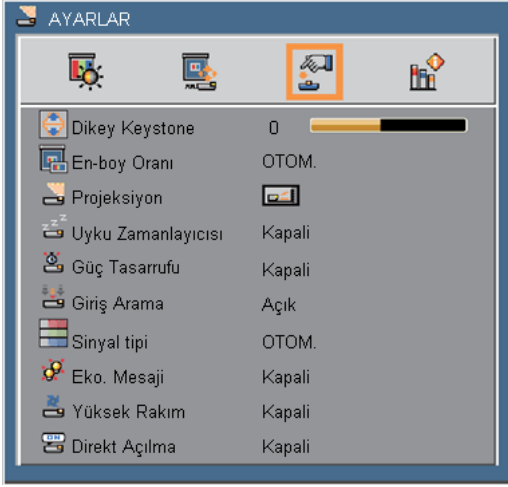 AYARLAR
Dikey Keystone 0
En-boy Oranı OTOM.
Projeksiyon
Uyku Zamanlayıcısı Kapali
Güç Tasarrufu Kapali
Giriş Arama Açık
Sinyal tipi OTOM.
Eko. Mesaji Kapali
Yüksek Rakım Kapali
Direkt Açılma Kapali